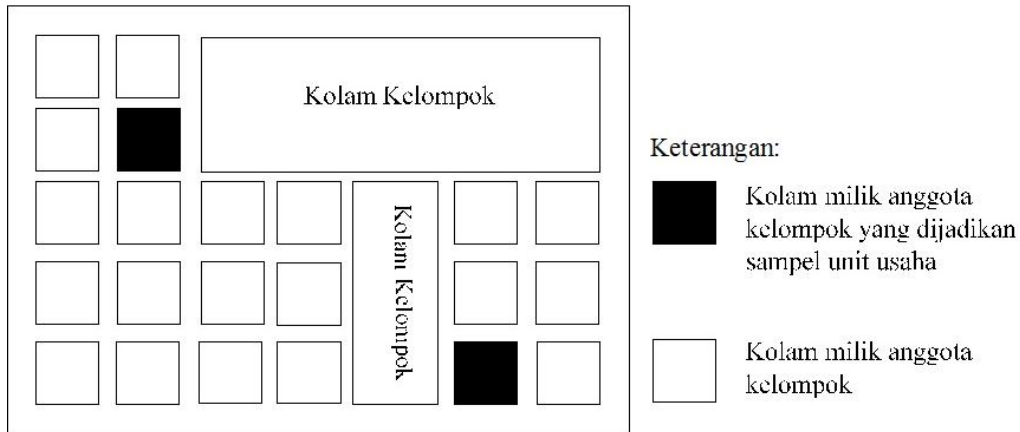 Kolam Kelompok
Kolam Kelompok
Keterangan:
Kolam milik anggota
kelompok yang dijadikan
sampel unit usaha
Kolam milik anggota
kelompok